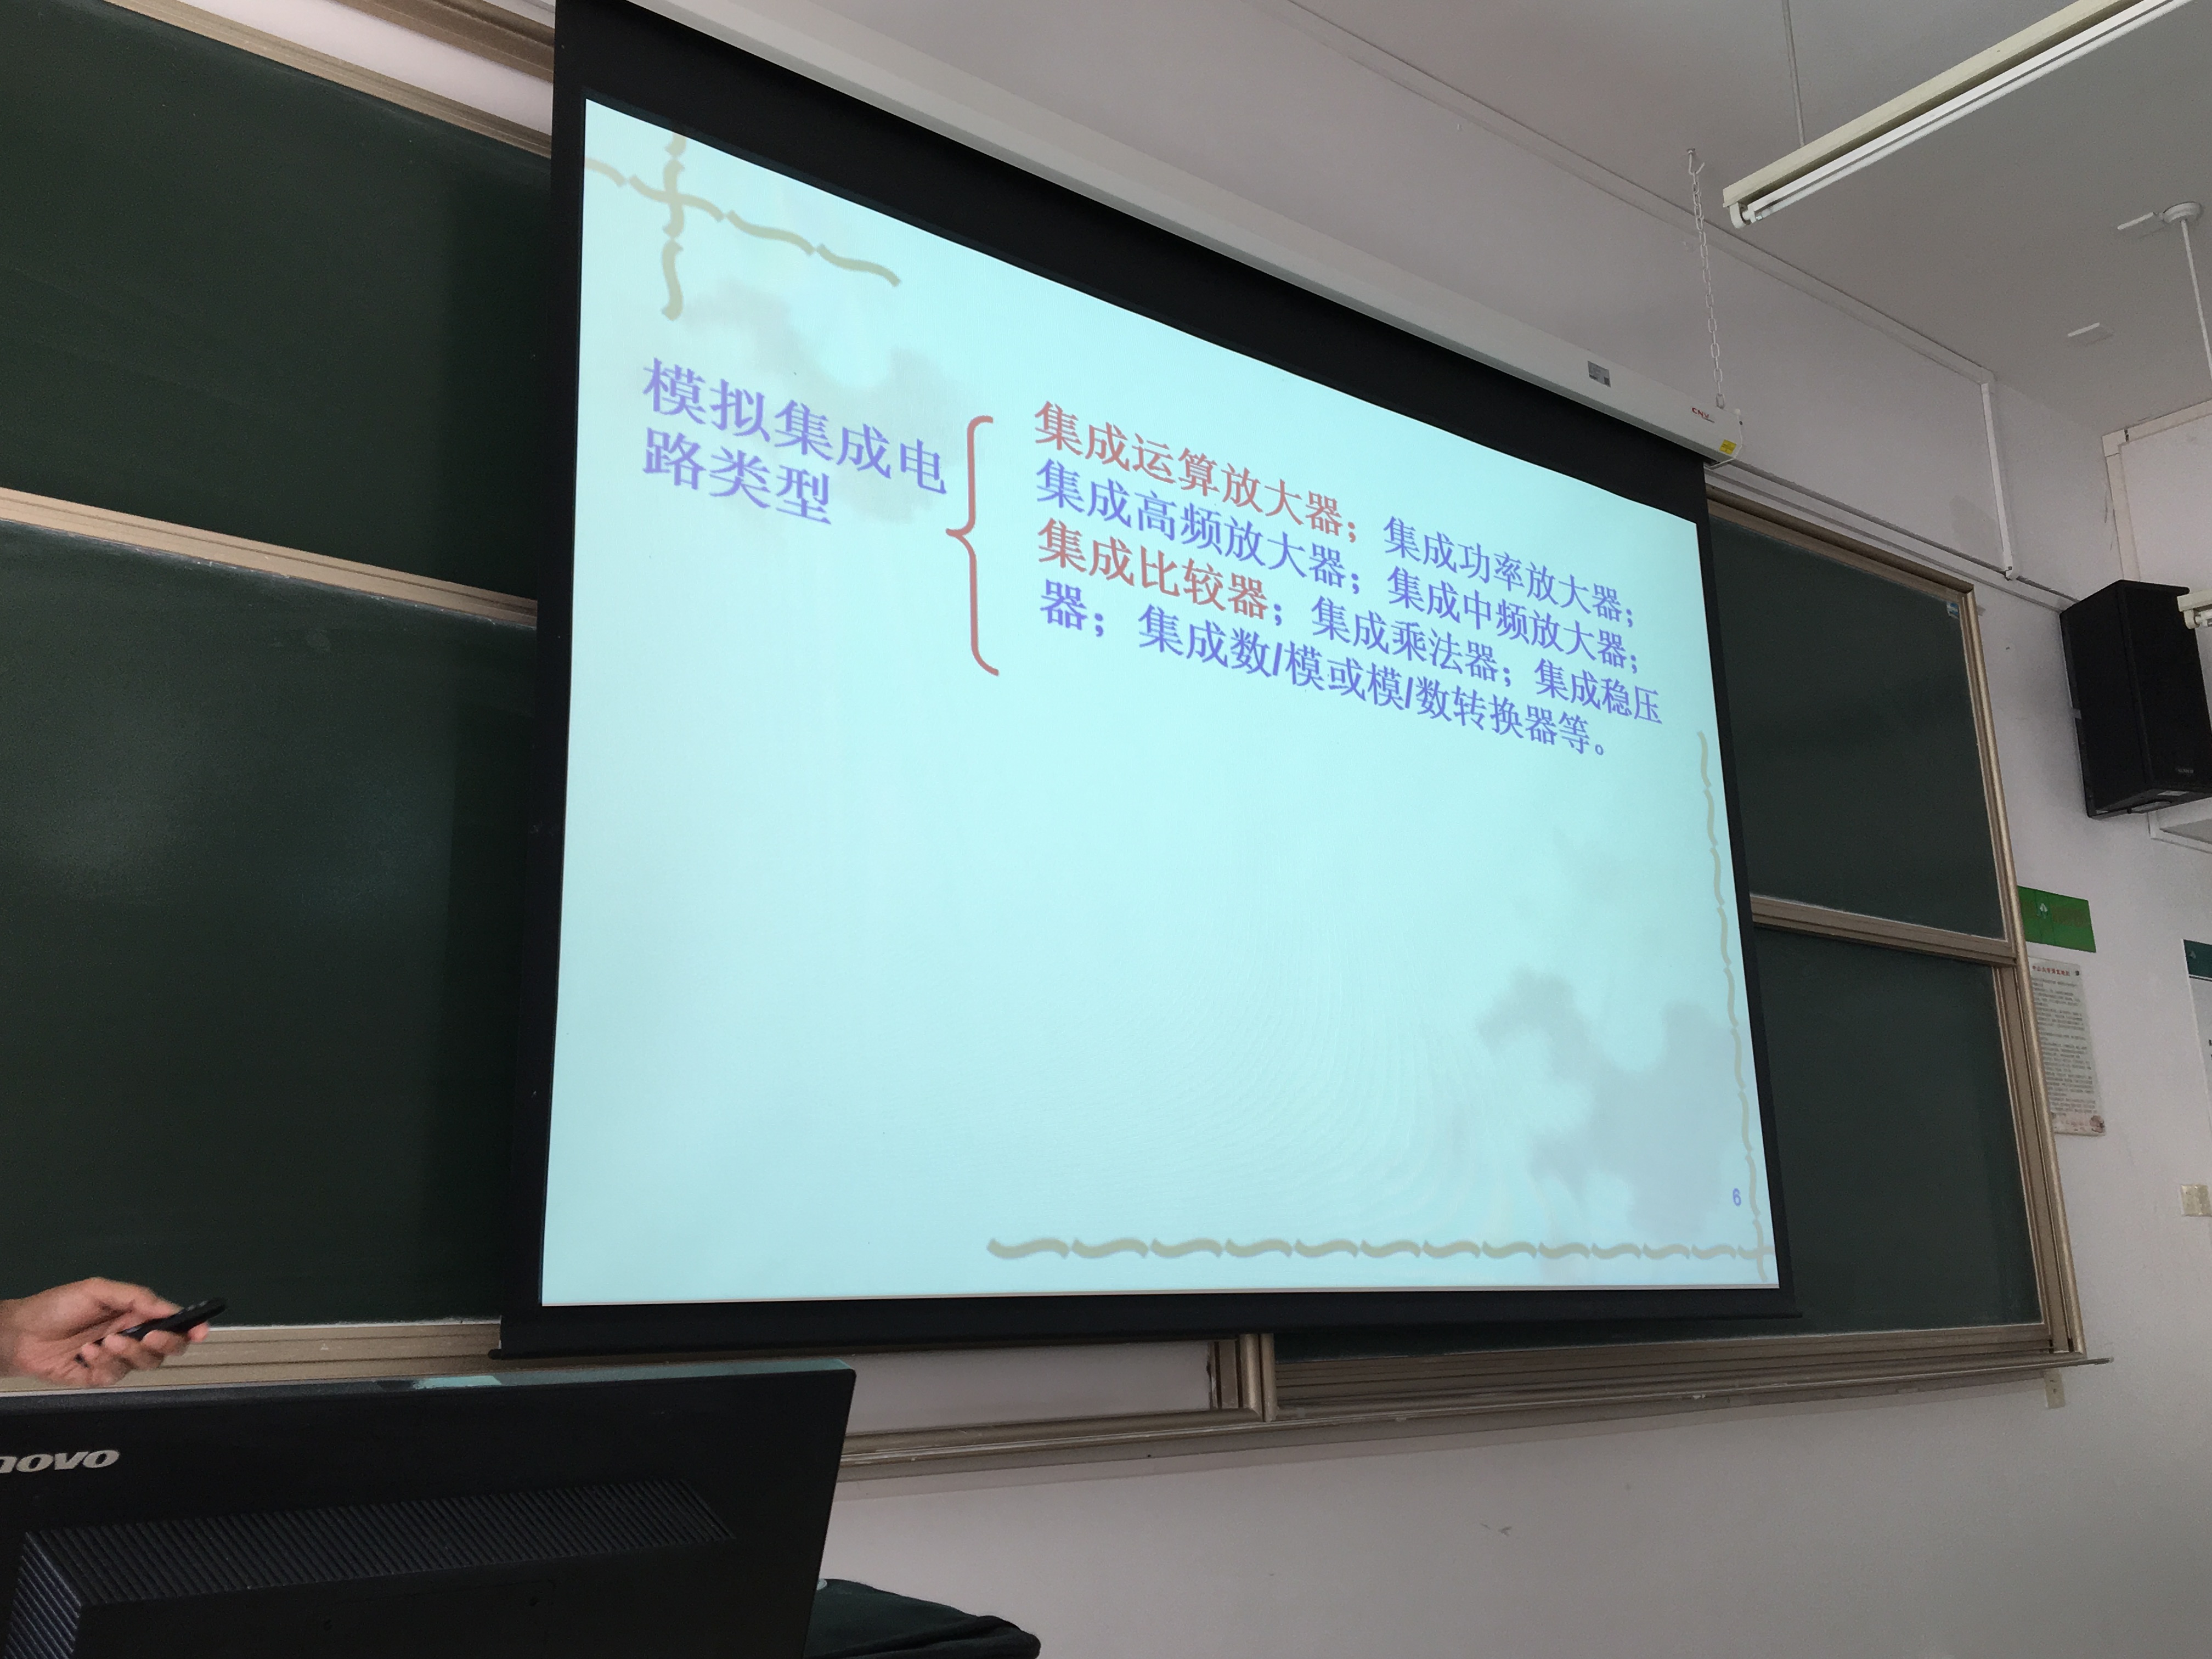 模拟集成电
路类型
集成运算放大器；集成功率放大器；
集成高频放大器；集成中频放大器；
集成比较器；集成乘法器；集成稳压
器；集成数/模或模/数转换器等。
6
novo